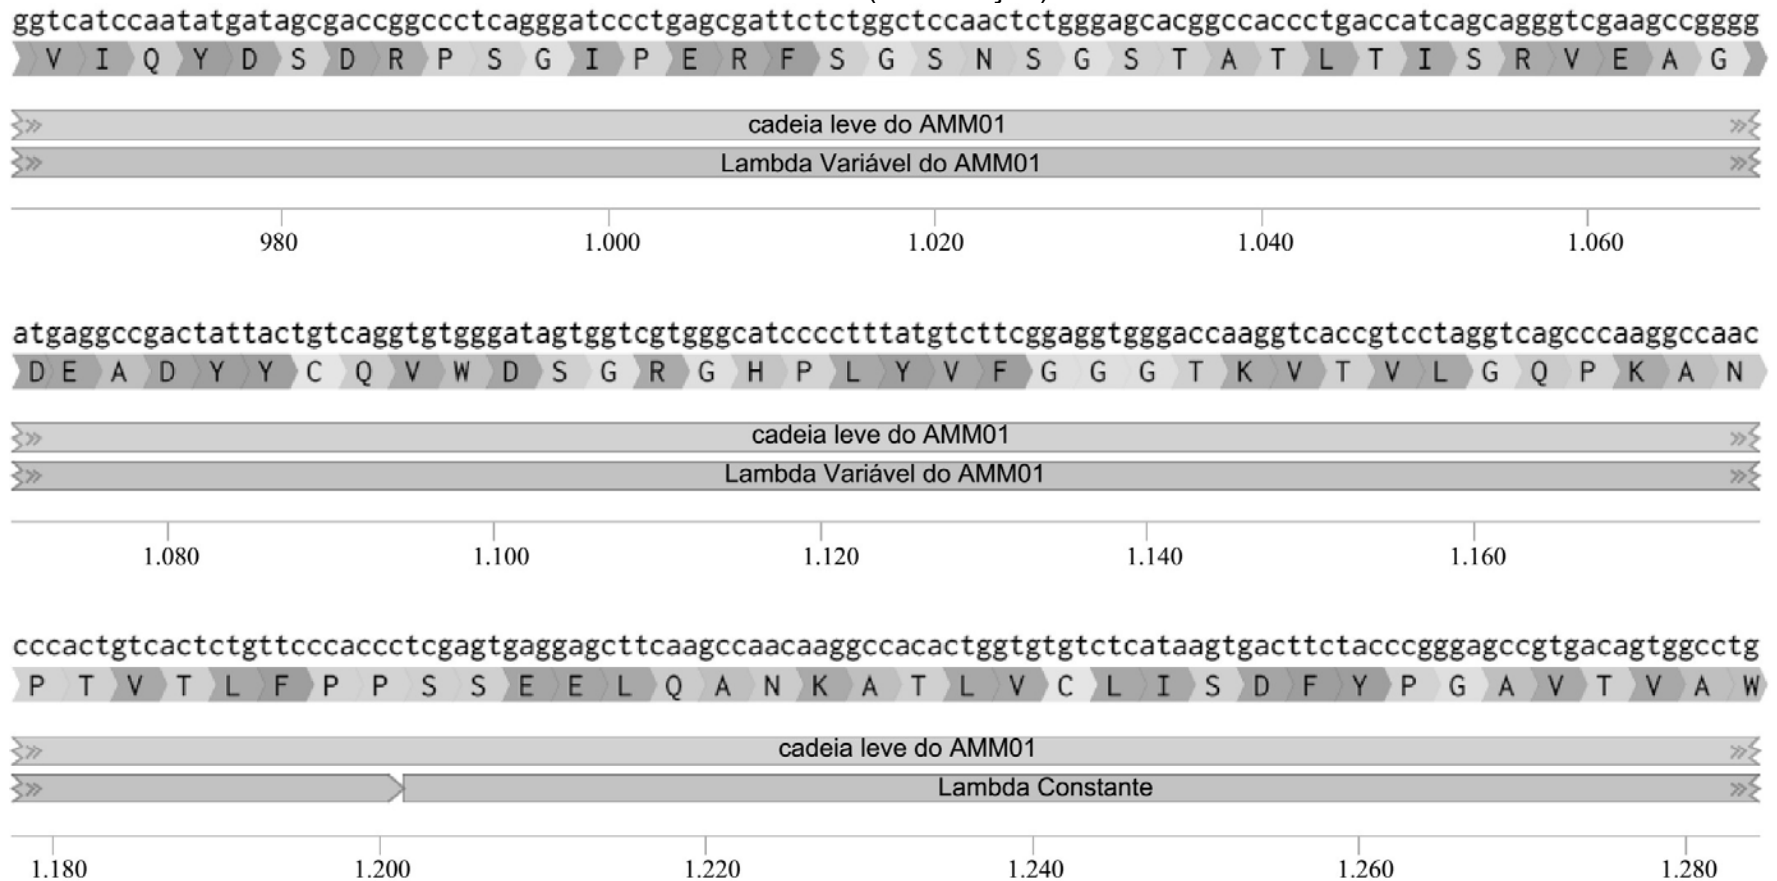 ggtcatccaatatgatagcgaccggccctcagggatccctgagcgattctctggctccaactctgggagcacggccaccctgaccatcagcagggtcgaagccgggg
V I Q Y D S D R P S G I P E R F S G S N S G S T A T L T I S R V E A G
cadeia leve do AMM01
Lambda Variável do AMM01
980 1.000 1.020 1.040 1.060
atgaggccgactattactgtcaggtgtgggatagtggtcgtgggcatcccctttatgtcttcggaggtgggaccaaggtcaccgtcctaggtcagcccaaggccaac
D E A D Y Y C Q V W D S G R G H P L Y V F G G G T K V T V L G Q P K A N
cadeia leve do AMM01
Lambda Variável do AMM01
1.080 1.100 1.120 1.140 1.160
cccactgtcactctgttcccaccctcgagtgaggagcttcaagccaacaaggccacactggtgtgtctcataagtgacttctacccgggagccgtgacagtggcctg
P T V T L F P P S S E E L Q A N K A T L V C L I S D F Y P G A V T V A W
cadeia leve do AMM01
Lambda Constante
1.180 1.200 1.220 1.240 1.260 1.280